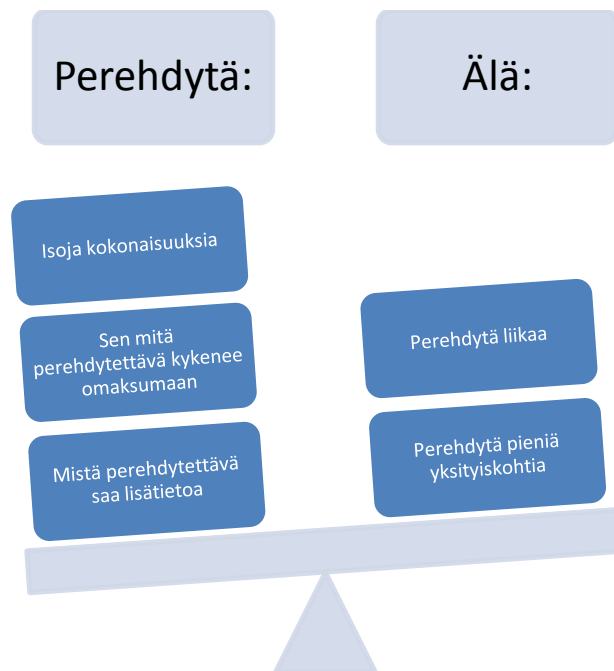 Perehdytä:
Älä:
Isoja kokonaisuuksia
Sen mitä
perehdytettävä kykenee
omaksumaan
Mistä perehdytettävä
saa lisätietoa
Perehdytä liikaa
Perehdytä pieniä
yksityiskohtia